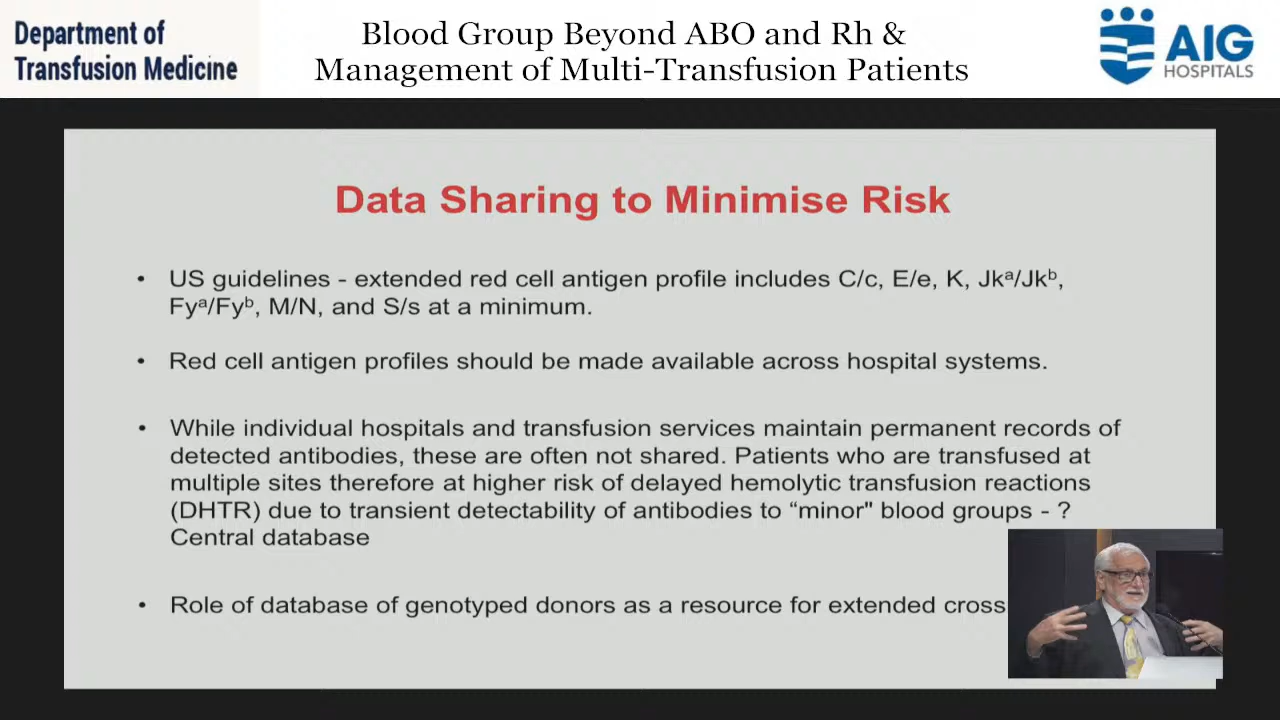 Department of
Transfusion Medicine
Blood Group Beyond ABO and Rh &
Management of Multi-Transfusion Patients
AIG
HOSPITALS
Data Sharing to Minimise Risk
• US guidelines - extended red cell antigen profile includes C/c, E/e, K, Jkᵃ/Jkᵇ,
Fyᵃ/Fyᵇ, M/N, and S/s at a minimum.
• Red cell antigen profiles should be made available across hospital systems.
• While individual hospitals and transfusion services maintain permanent records of
detected antibodies, these are often not shared. Patients who are transfused at
multiple sites therefore at higher risk of delayed hemolytic transfusion reactions
(DHTR) due to transient detectability of antibodies to “minor" blood groups - ?
Central database
• Role of database of genotyped donors as a resource for extended cross